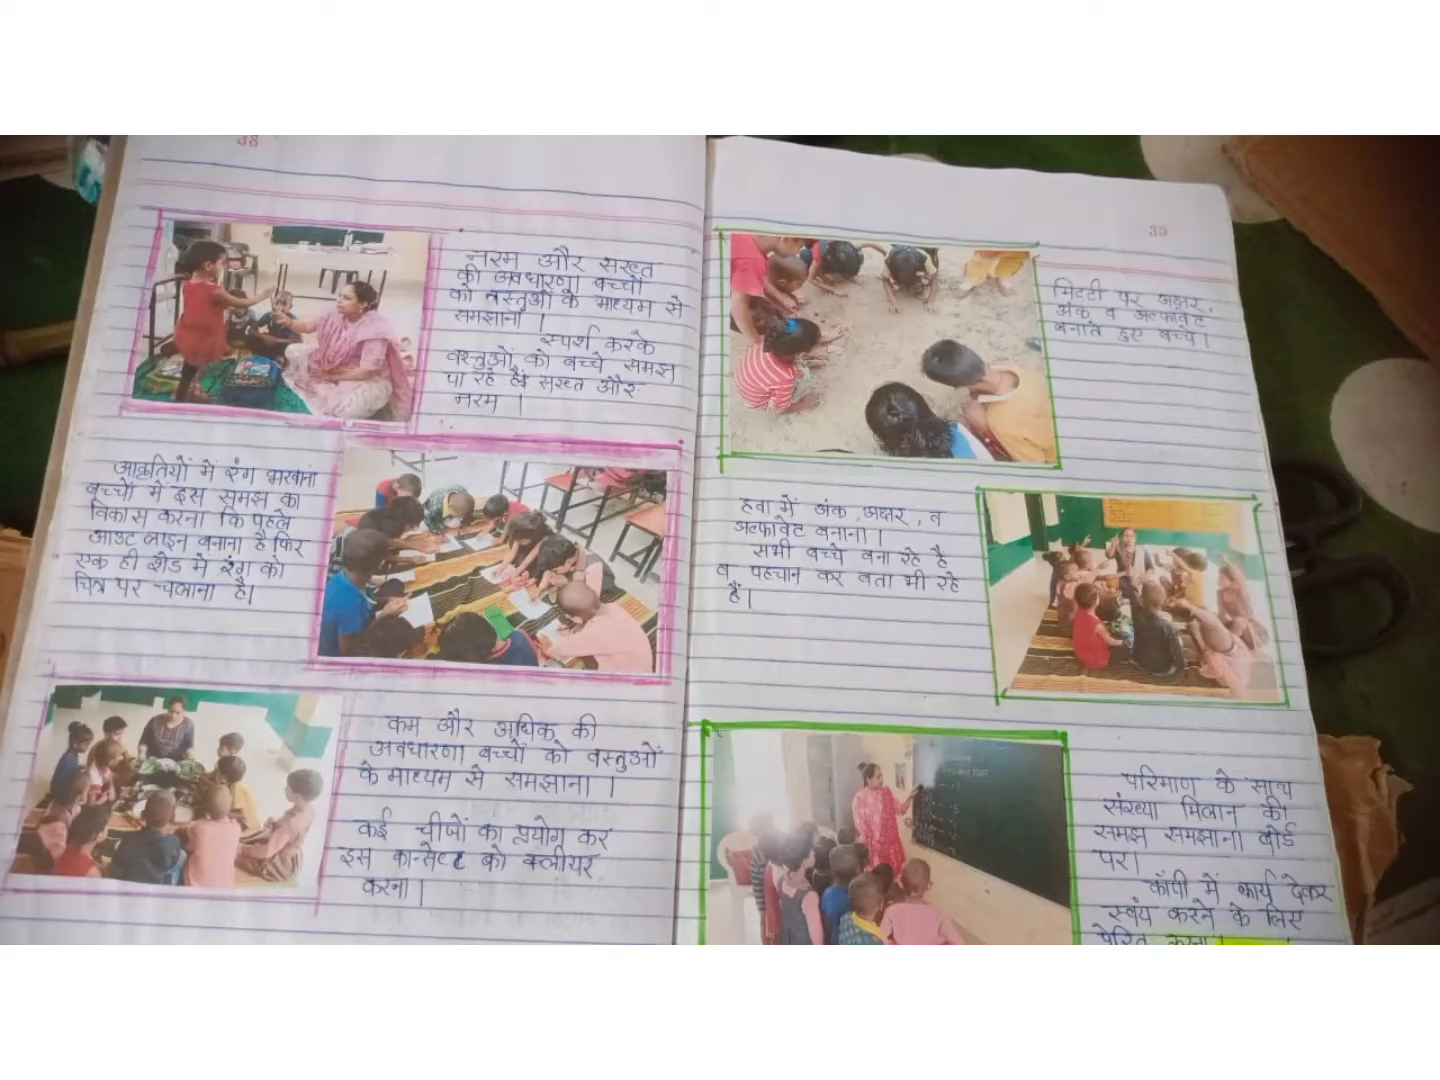 38
नरम और सख्त
की अवधारणा बच्चों
को वस्तुओं के माध्यम से
समझाना ।
स्पर्श करके
वस्तुओं को बच्चे समझ
पा रहे हैं सख्त और
नरम ।
आकृतियों में रंग भरवाना
बच्चों में इस समझ का
विकास करना कि पहले
आउट लाइन बनाना है फिर
एक ही शेड मे रंग को
चित्र पर चलाना है।
कम और अधिक की
अवधारणा बच्चों को वस्तुओं
के माध्यम से समझाना ।
कई चीजों का प्रयोग कर
इस कान्सेप्ट को क्लीयर
करना।
39
मिटटी पर अक्षर,
अंक व अल्फावेट
बनाते हुए बच्चे।
हवा में अंक, अक्षर, व
अल्फावेट बनाना।
सभी बच्चे बना रहे है
व पहचान कर बता भी रहे
हैं।
परिमाण के साथ
संख्या मिलान की
समझ समझाना बोर्ड
पर।
कॉपी में कार्य देकर
स्वंय करने के लिए
प्रेरित करना।